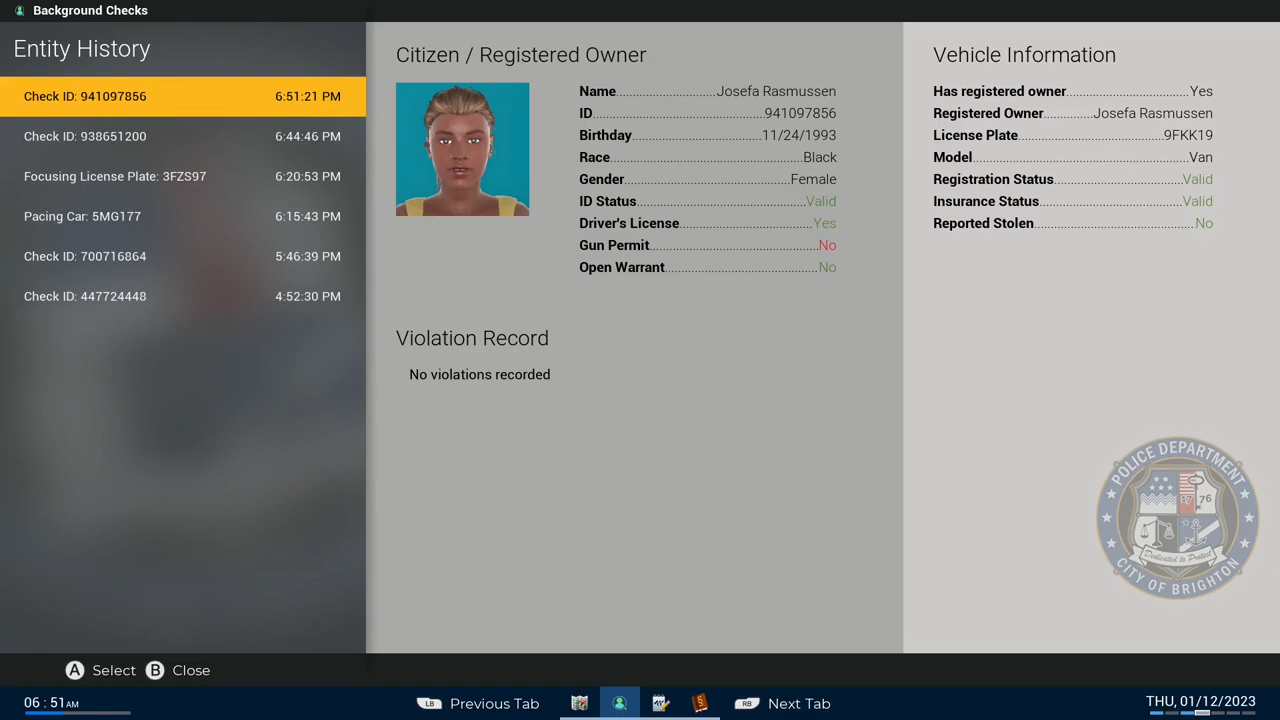 Background Checks
Entity History
Check ID: 941097856 6:51:21 PM
Check ID: 938651200 6:44:46 PM
Focusing License Plate: 3FZS97 6:20:53 PM
Pacing Car: 5MG177 6:15:43 PM
Check ID: 700716864 5:46:39 PM
Check ID: 447724448 4:52:30 PM
Citizen / Registered Owner
Name Josefa Rasmussen
ID 941097856
Birthday 11/24/1993
Race Black
Gender Female
ID Status Valid
Driver's License Yes
Gun Permit No
Open Warrant No
Violation Record
No violations recorded
Vehicle Information
Has registered owner Yes
Registered Owner Josefa Rasmussen
License Plate 9FKK19
Model Van
Registration Status Valid
Insurance Status Valid
Reported Stolen No
POLICE DEPARTMENT
17 76
Dedicated to Protect
CITY OF BRIGHTON
A Select B Close
06 : 51 AM
LB Previous Tab
RB Next Tab
THU, 01/12/2023